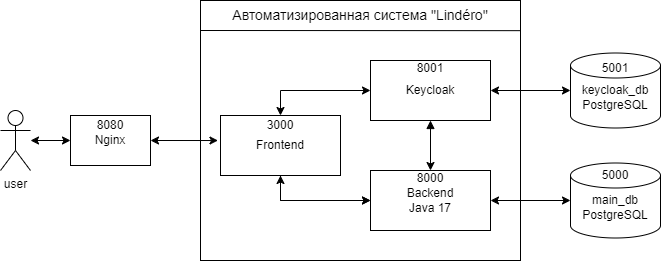 Автоматизированная система "Lindéro"
8001
Keycloak
5001
keycloak_db
PostgreSQL
8080
Nginx
3000
Frontend
user
8000
Backend
Java 17
5000
main_db
PostgreSQL